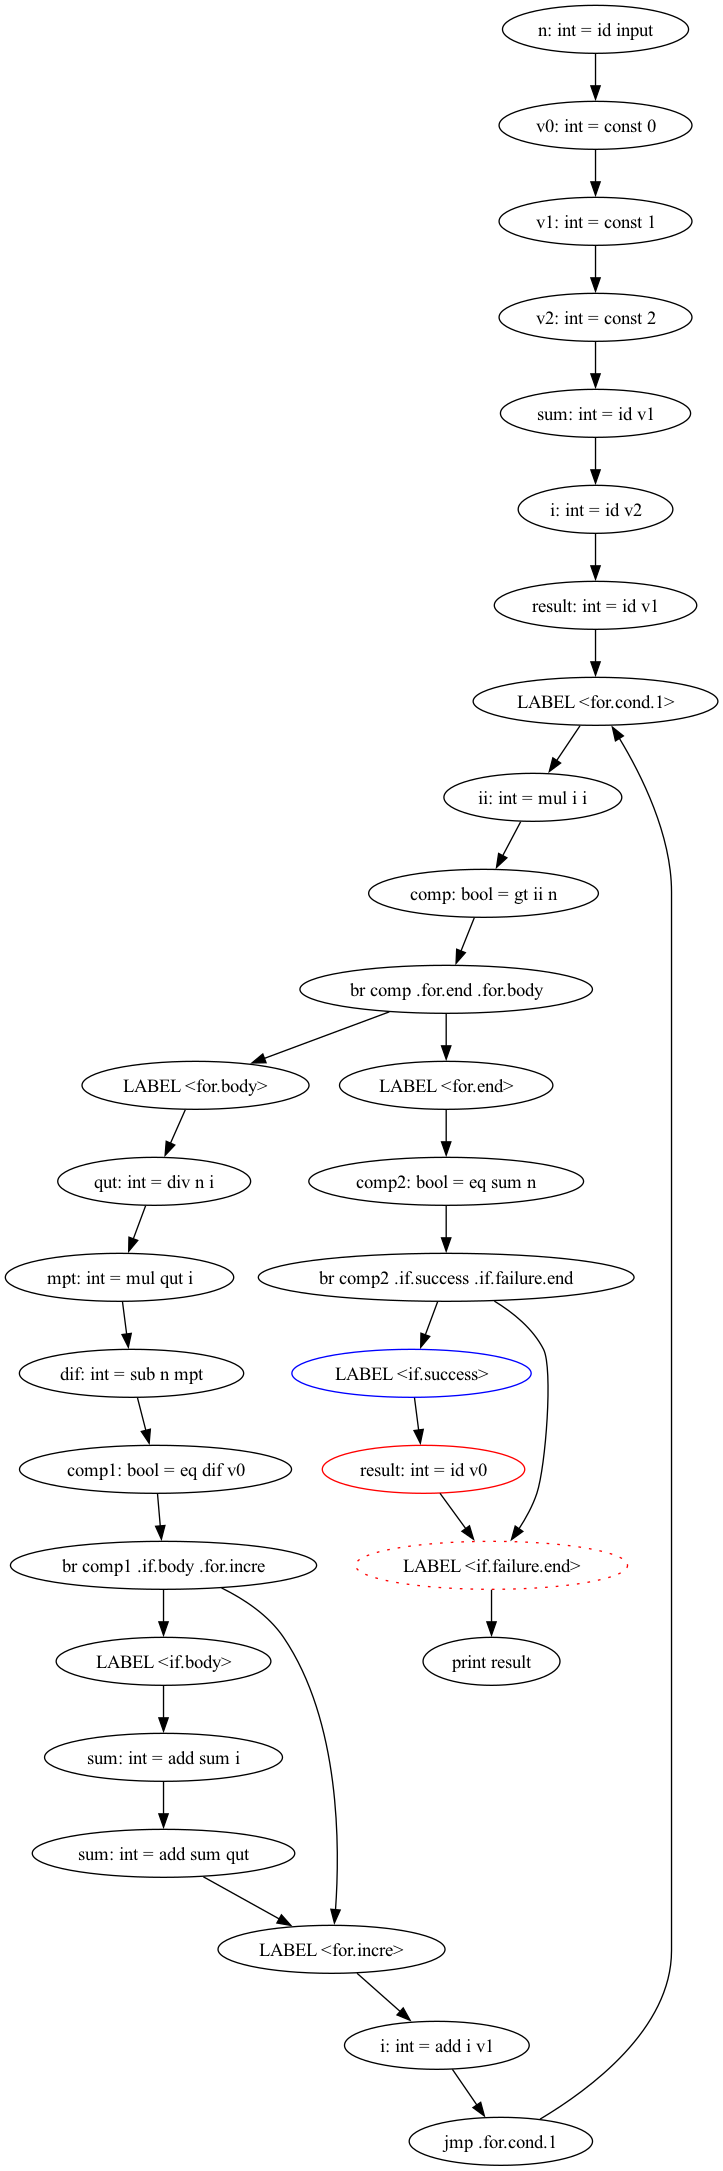 n: int = id input
v0: int = const 0
v1: int = const 1
v2: int = const 2
sum: int = id v1
i: int = id v2
result: int = id v1
LABEL <for.cond.1>
ii: int = mul i i
comp: bool = gt ii n
br comp .for.end .for.body
LABEL <for.body>
LABEL <for.end>
qut: int = div n i
comp2: bool = eq sum n
mpt: int = mul qut i
br comp2 .if.success .if.failure.end
dif: int = sub n mpt
LABEL <if.success>
comp1: bool = eq dif v0
result: int = id v0
br comp1 .if.body .for.incre
LABEL <if.failure.end>
LABEL <if.body>
print result
sum: int = add sum i
sum: int = add sum qut
LABEL <for.incre>
i: int = add i v1
jmp .for.cond.1